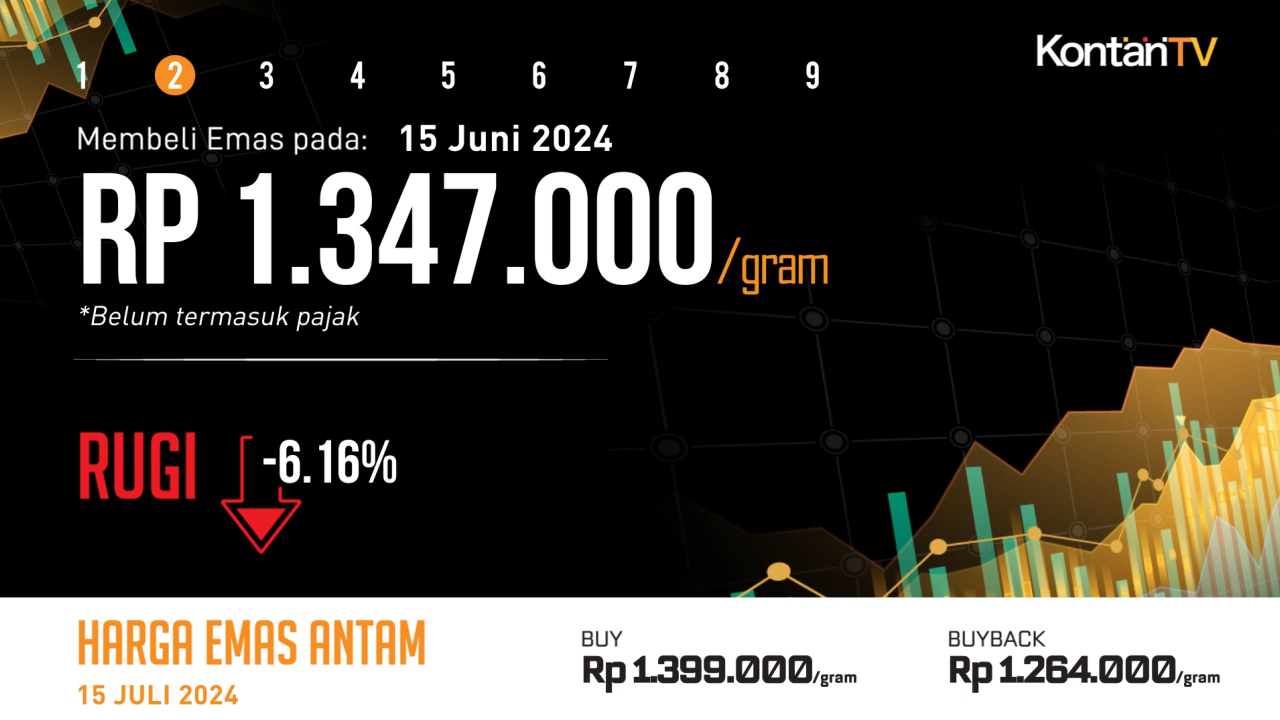 KontanTV
1 2 3 4 5 6 7 8 9
Membeli Emas pada: 15 Juni 2024
RP 1.347.000/gram
*Belum termasuk pajak
RUGI -6.16%
HARGA EMAS ANTAM
15 JULI 2024
BUY
Rp 1.399.000/gram
BUYBACK
Rp 1.264.000/gram